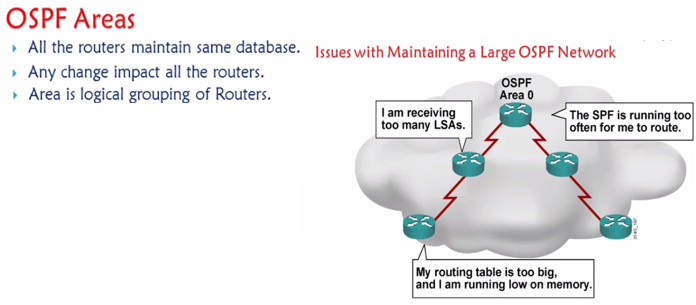 OSPF Areas
All the routers maintain same database.
Any change impact all the routers.
Area is logical grouping of Routers.
Issues with Maintaining a Large OSPF Network
OSPF
Area 0
I am receiving
too many LSAs.
The SPF is running too
often for me to route.
My routing table is too big,
and I am running low on memory.